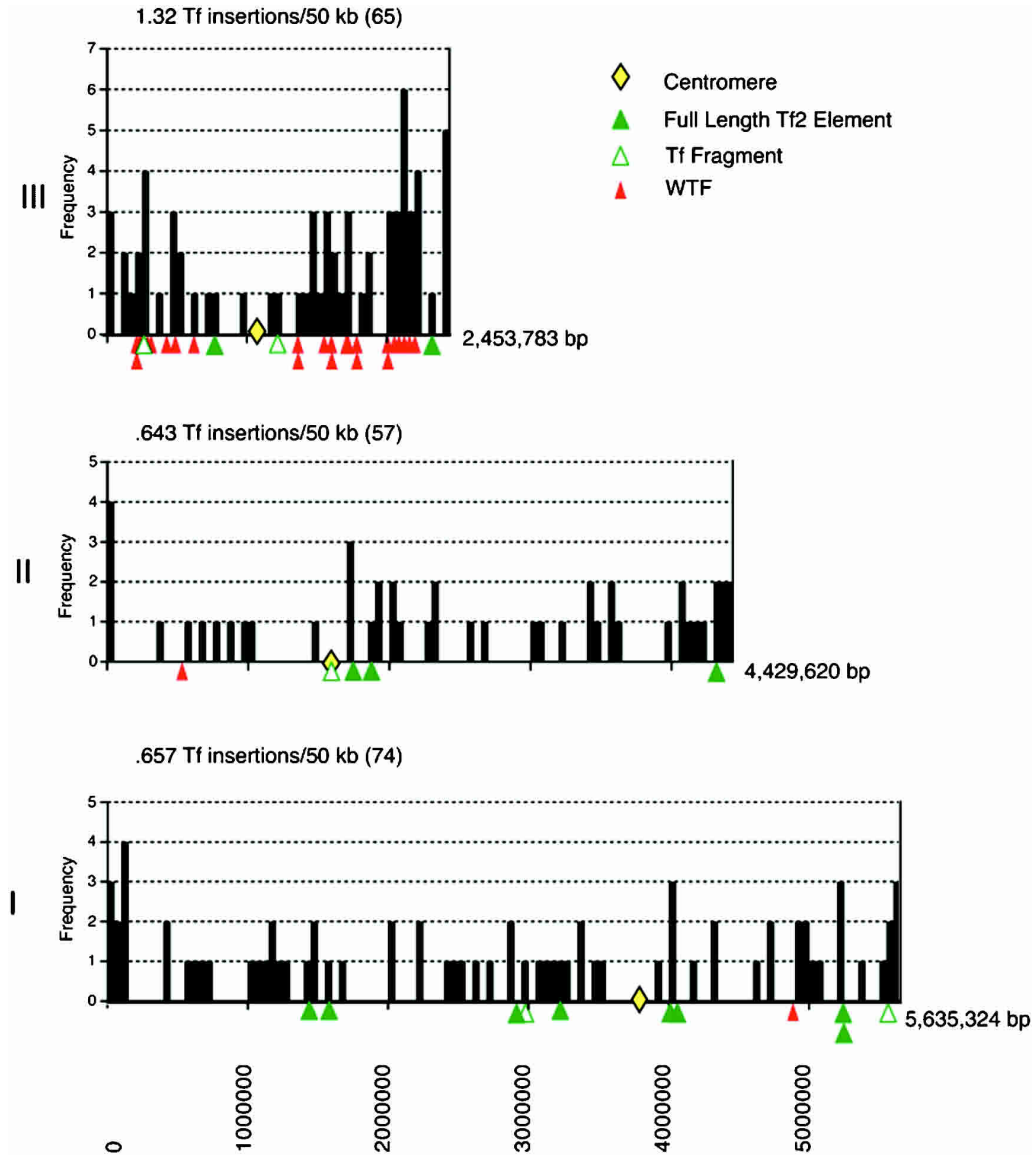 1.32 Tf insertions/50 kb (65)
7
6
5
4
3
2
1
0
Frequency
III
2,453,783 bp
Centromere
Full Length Tf2 Element
Tf Fragment
WTF
.643 Tf insertions/50 kb (57)
5
4
3
2
1
0
Frequency
II
4,429,620 bp
.657 Tf insertions/50 kb (74)
5
4
3
2
1
0
Frequency
I
5,635,324 bp
0
1000000
2000000
3000000
4000000
5000000